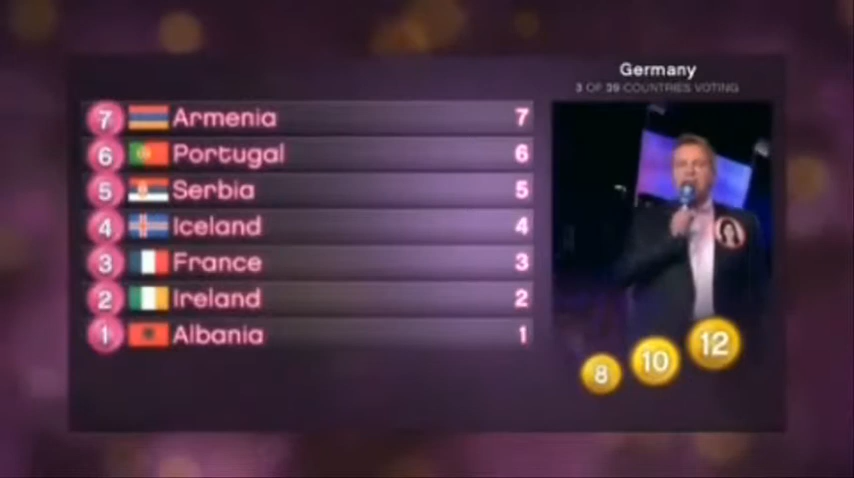 Germany
3 OF 39 COUNTRIES VOTING
7 Armenia 7
6 Portugal 6
5 Serbia 5
4 Iceland 4
3 France 3
2 Ireland 2
1 Albania 1
8 10 12